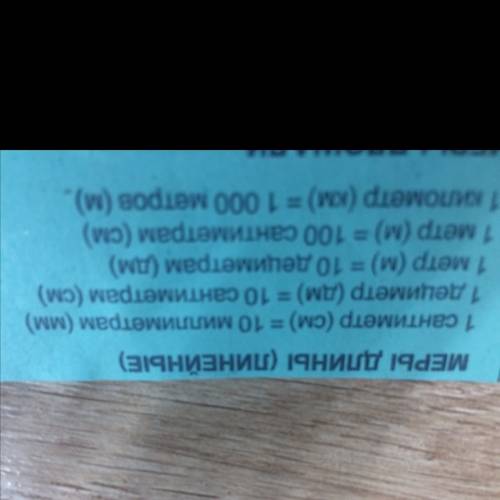 МЕРЫ ДЛИНЫ (ЛИНЕЙНЫЕ)
1 сантиметр (см) = 10 миллиметрам (мм)
1 дециметр (дм) = 10 сантиметрам (см)
1 метр (м) = 10 дециметрам (дм)
1 метр (м) = 100 сантиметрам (см)
1 километр (км) = 1 000 метров (м)